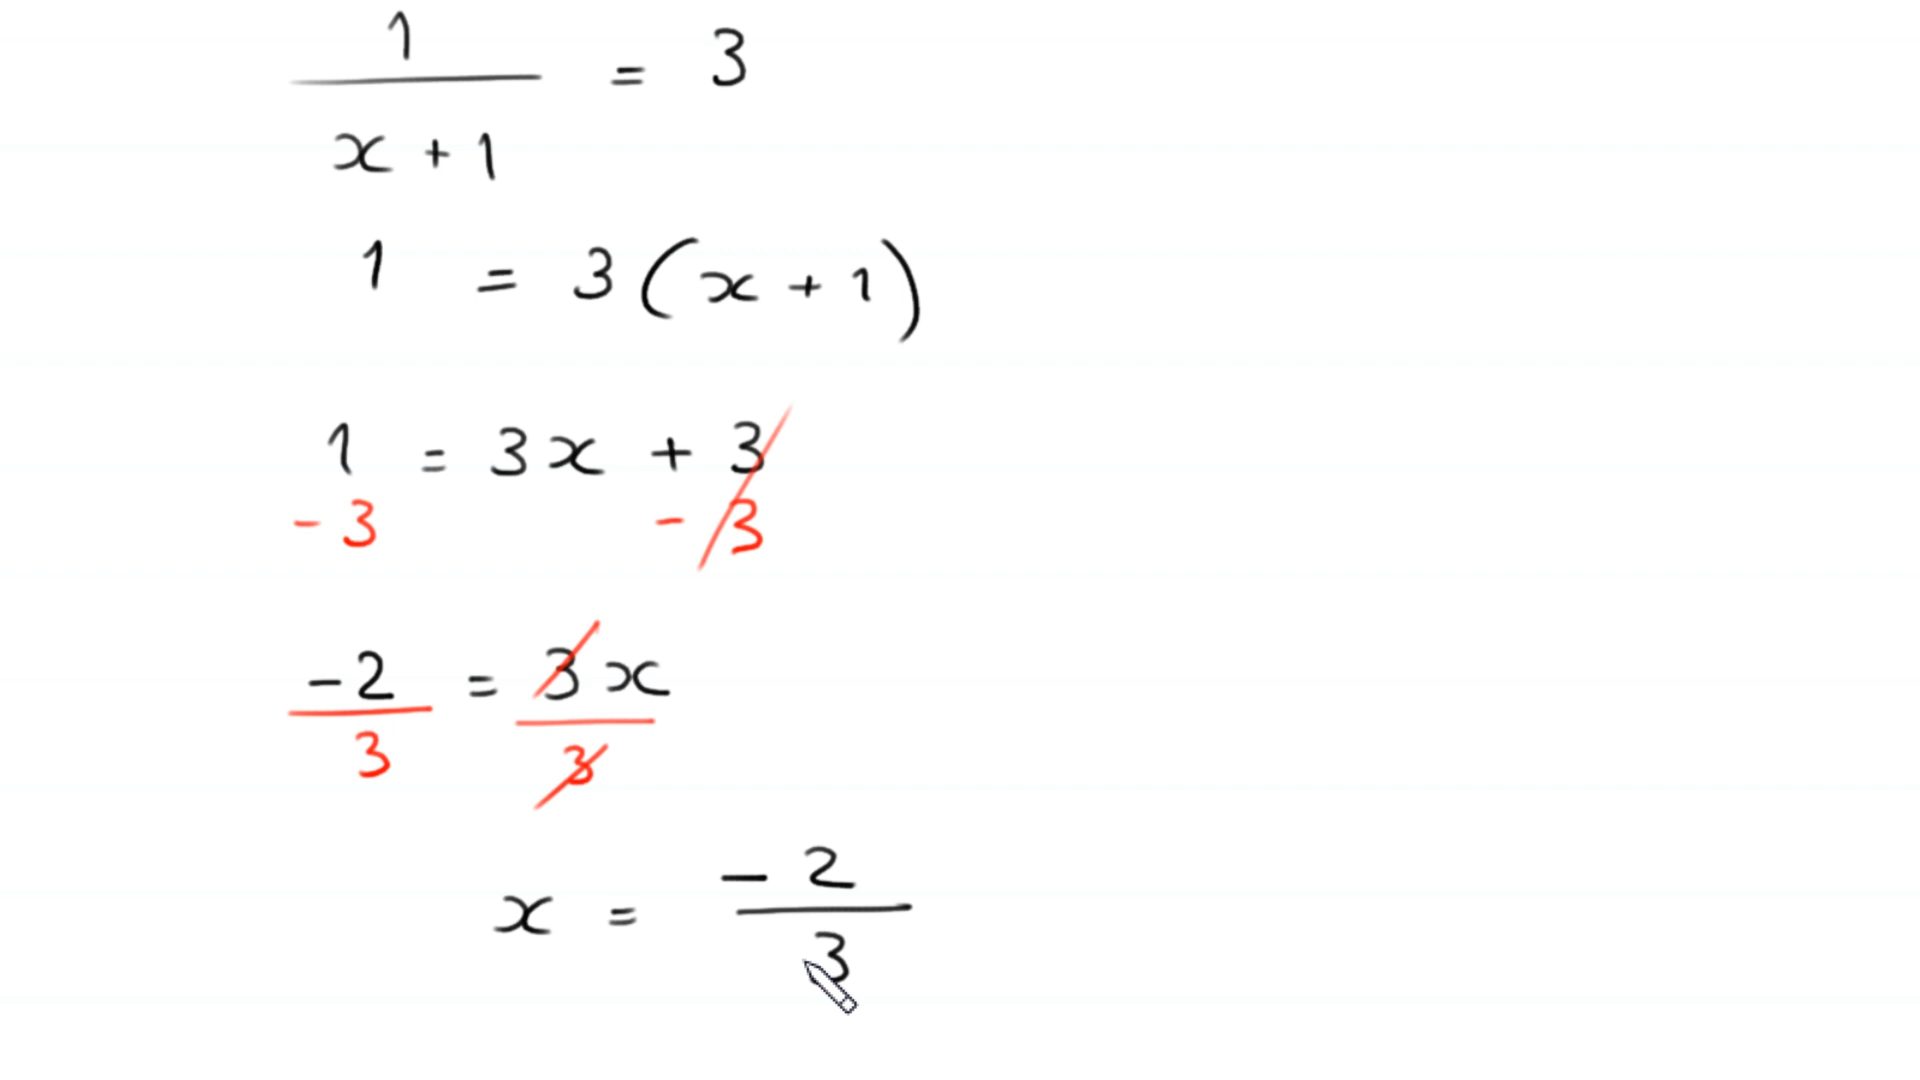 1
――― = 3
x + 1
1 = 3(x + 1)
1 = 3x + 3
- 3 - 3
-2 = 3x
3 3
x = - 2
3